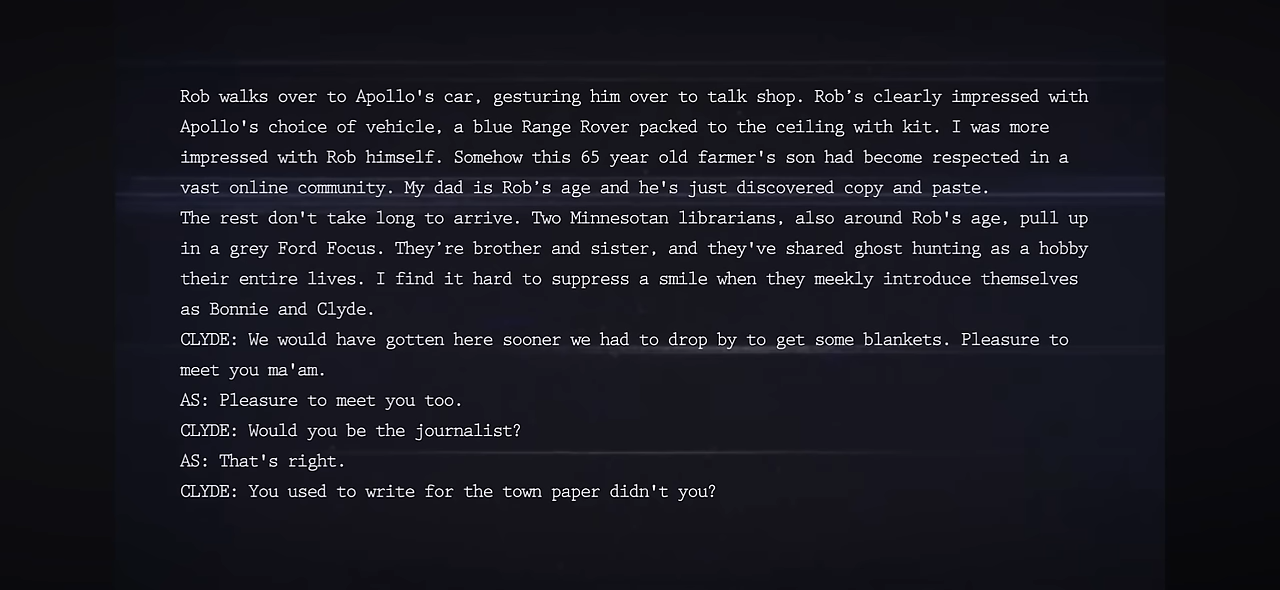 Rob walks over to Apollo's car, gesturing him over to talk shop. Rob’s clearly impressed with
Apollo's choice of vehicle, a blue Range Rover packed to the ceiling with kit. I was more
impressed with Rob himself. Somehow this 65 year old farmer's son had become respected in a
vast online community. My dad is Rob’s age and he's just discovered copy and paste.
The rest don't take long to arrive. Two Minnesotan librarians, also around Rob's age, pull up
in a grey Ford Focus. They’re brother and sister, and they've shared ghost hunting as a hobby
their entire lives. I find it hard to suppress a smile when they meekly introduce themselves
as Bonnie and Clyde.
CLYDE: We would have gotten here sooner we had to drop by to get some blankets. Pleasure to
meet you ma'am.
AS: Pleasure to meet you too.
CLYDE: Would you be the journalist?
AS: That's right.
CLYDE: You used to write for the town paper didn't you?